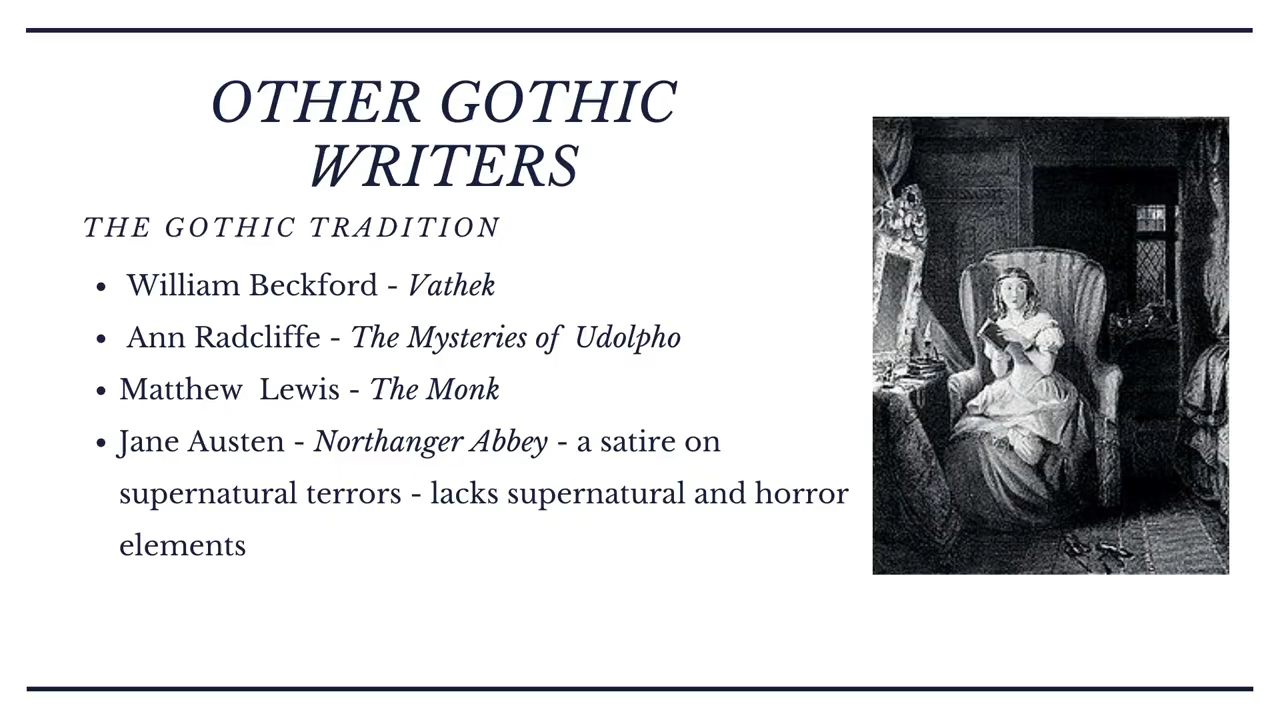 OTHER GOTHIC
WRITERS
THE GOTHIC TRADITION
• William Beckford - Vathek
• Ann Radcliffe - The Mysteries of Udolpho
• Matthew Lewis - The Monk
• Jane Austen - Northanger Abbey - a satire on
supernatural terrors - lacks supernatural and horror
elements